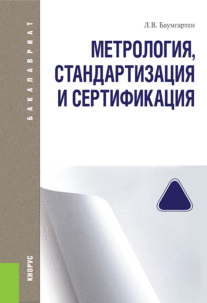 Л.В. Баумгартен
МЕТРОЛОГИЯ,
СТАНДАРТИЗАЦИЯ
И СЕРТИФИКАЦИЯ
БАКАЛАВРИАТ
КНОРУС